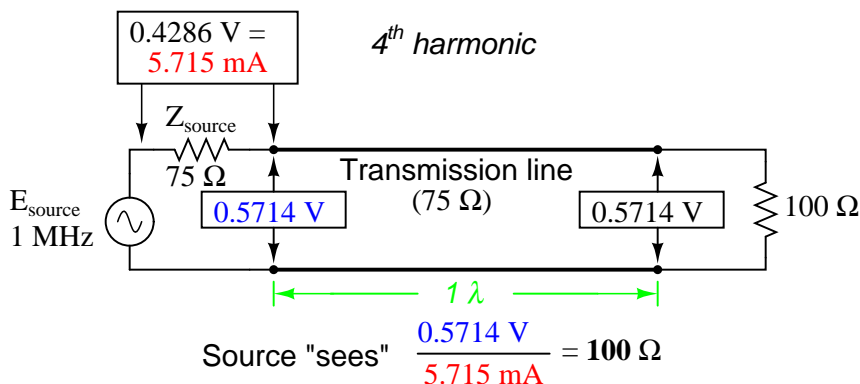 0.4286 V =
5.715 mA
4th harmonic
Zsource
75 Ω
Transmission line
(75 Ω)
Esource
1 MHz
0.5714 V
0.5714 V
100 Ω
1 λ
Source "sees" 0.5714 V / 5.715 mA = 100 Ω